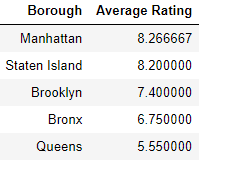 Borough Average Rating
Manhattan 8.266667
Staten Island 8.200000
Brooklyn 7.400000
Bronx 6.750000
Queens 5.550000